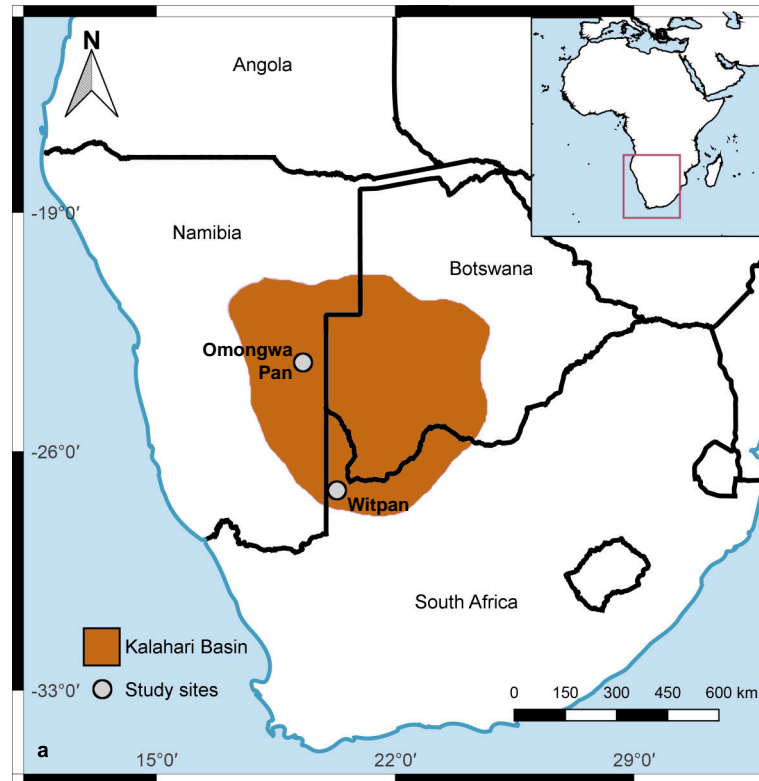 N
Angola
-19°0′
Namibia
Botswana
Omongwa
Pan
-26°0′
Witpan
South Africa
Kalahari Basin
Study sites
-33°0′
0 150 300 450 600 km
a
15°0′ 22°0′ 29°0′